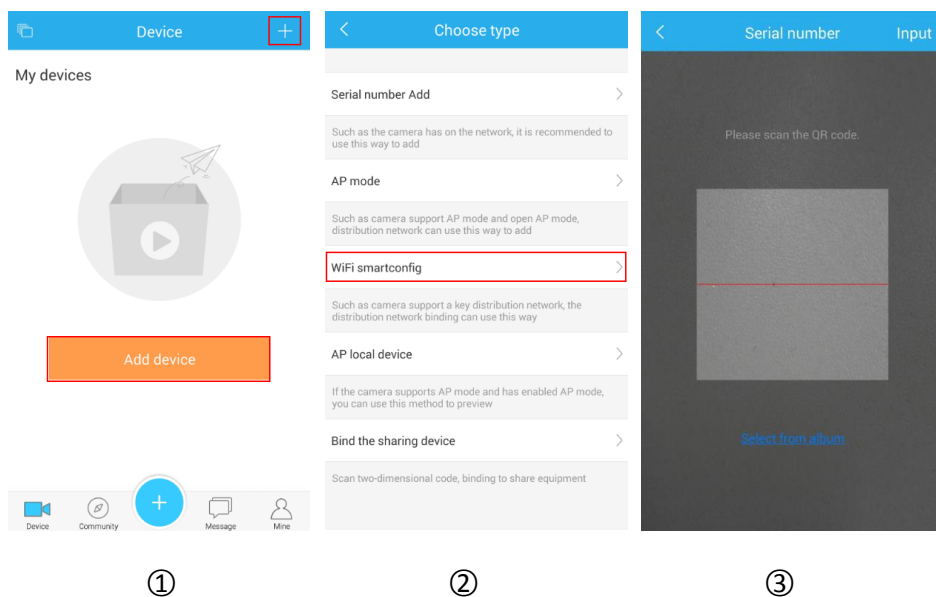 Device
My devices
Add device
Device
Community
Message
Mine
Choose type
Serial number Add
Such as the camera has on the network, it is recommended to
use this way to add
AP mode
Such as camera support AP mode and open AP mode,
distribution network can use this way to add
WiFi smartconfig
Such as camera support a key distribution network, the
distribution network binding can use this way
AP local device
If the camera supports AP mode and has enabled AP mode,
you can use this method to preview
Bind the sharing device
Scan two-dimensional code, binding to share equipment
Serial number Input
Please scan the QR code.
Select from album
① ② ③